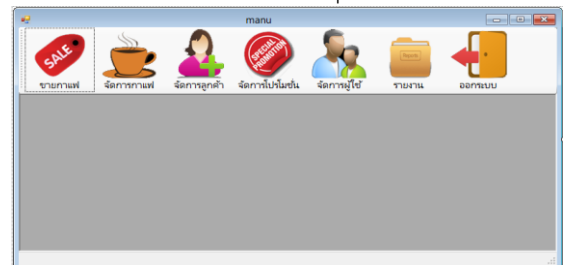 manu
SALE
SPECIAL
PROMOTION
Reports
ขายกาแฟ จัดการกาแฟ จัดการลูกค้า จัดการโปรโมชั่น จัดการผู้ใช้ รายงาน ออกระบบ